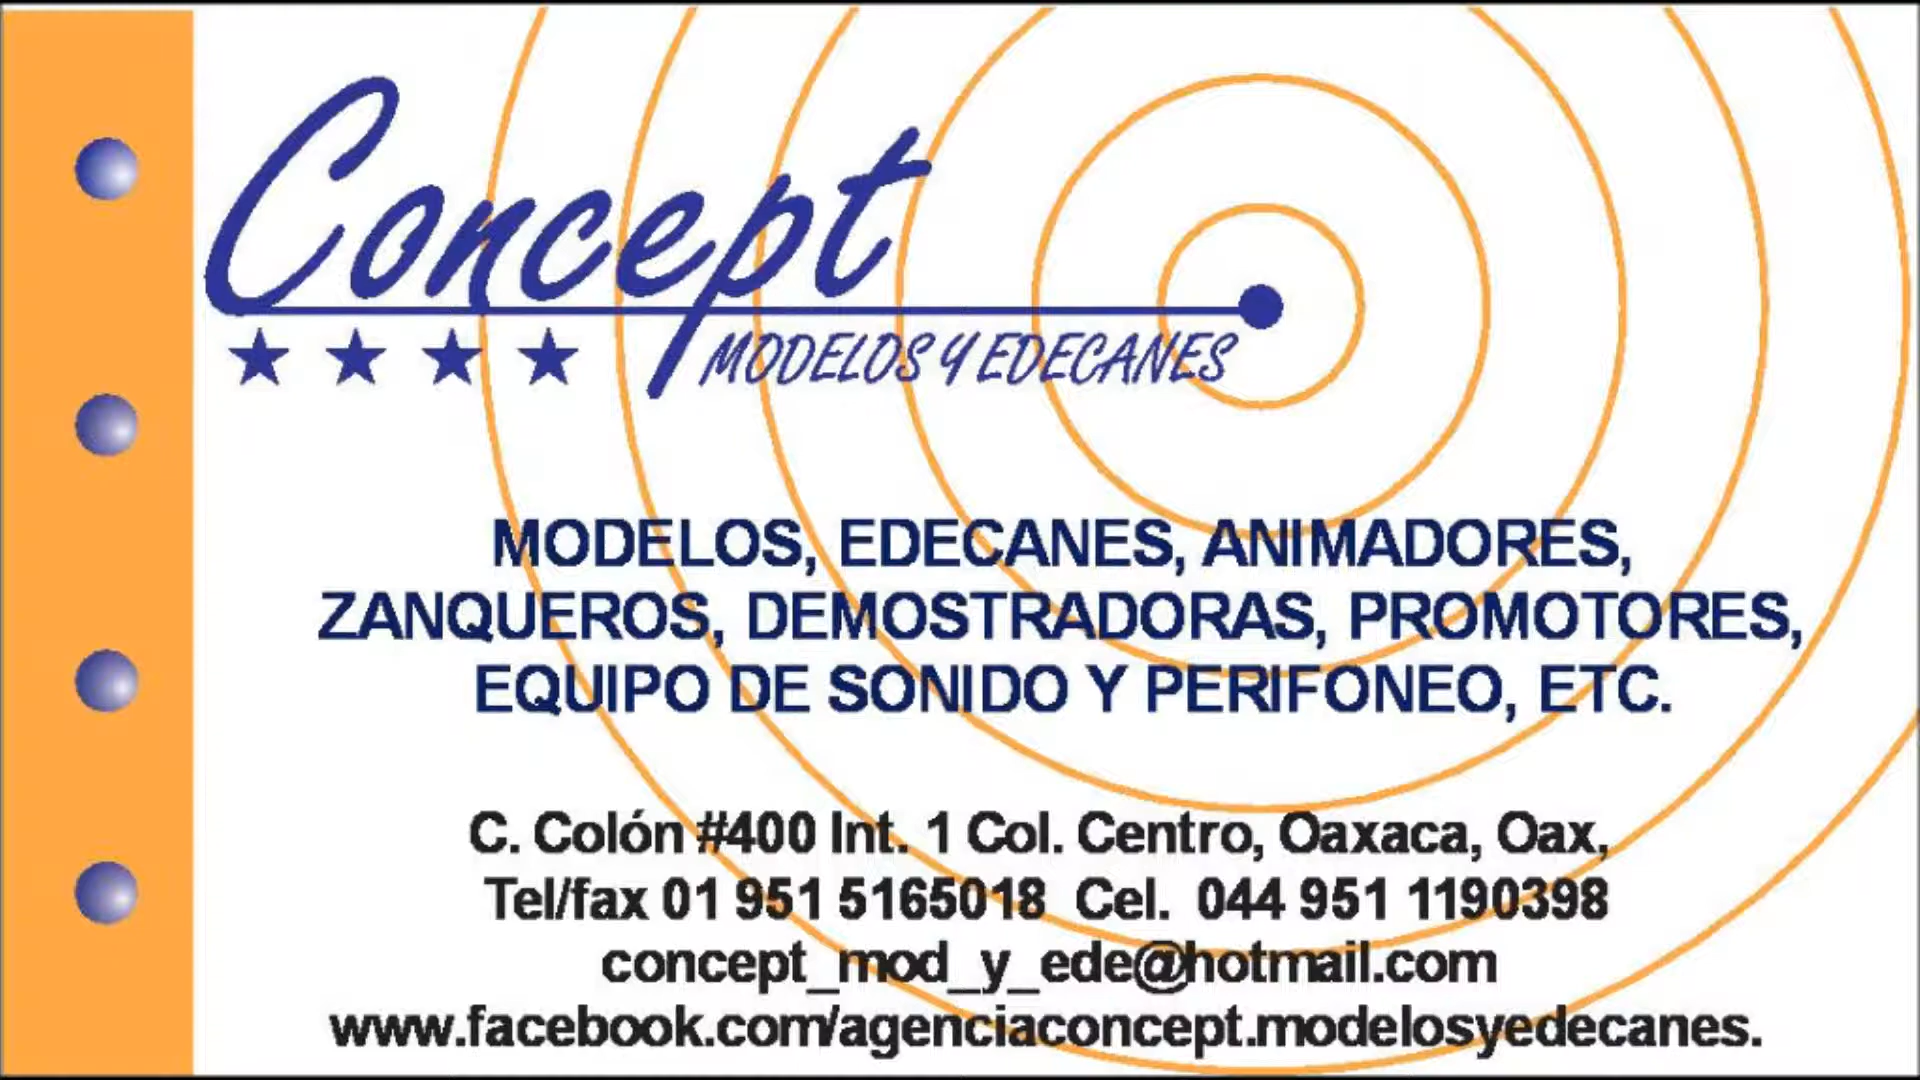 Concept
MODELOS Y EDECANES
MODELOS, EDECANES, ANIMADORES,
ZANQUEROS, DEMOSTRADORAS, PROMOTORES,
EQUIPO DE SONIDO Y PERIFONEO, ETC.
C. Colón #400 Int. 1 Col. Centro, Oaxaca, Oax,
Tel/fax 01 951 5165018 Cel. 044 951 1190398
concept_mod_y_ede@hotmail.com
www.facebook.com/agenciaconcept.modelosyedecanes.